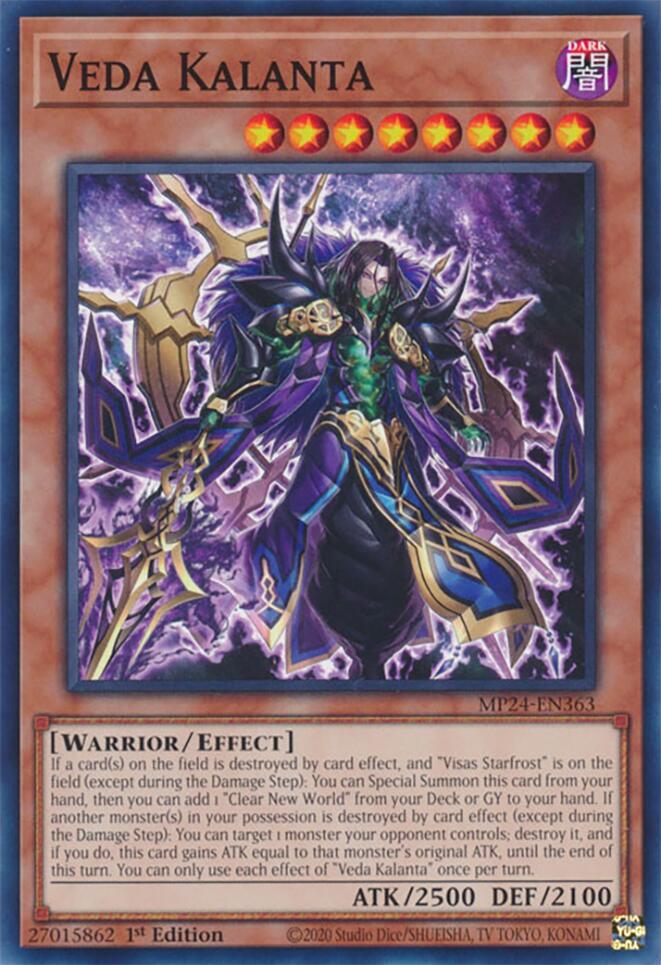 VEDA KALANTA
DARK
闇
MP24-EN363
[WARRIOR/EFFECT]
If a card(s) on the field is destroyed by card effect, and "Visas Starfrost" is on the
field (except during the Damage Step): You can Special Summon this card from your
hand, then you can add 1 "Clear New World" from your Deck or GY to your hand. If
another monster(s) in your possession is destroyed by card effect (except during
the Damage Step): You can target 1 monster your opponent controls; destroy it, and
if you do, this card gains ATK equal to that monster's original ATK, until the end of
this turn. You can only use each effect of "Veda Kalanta" once per turn.
ATK/2500 DEF/2100
27015862 1st Edition ©2020 Studio Dice/SHUEISHA, TV TOKYO, KONAMI